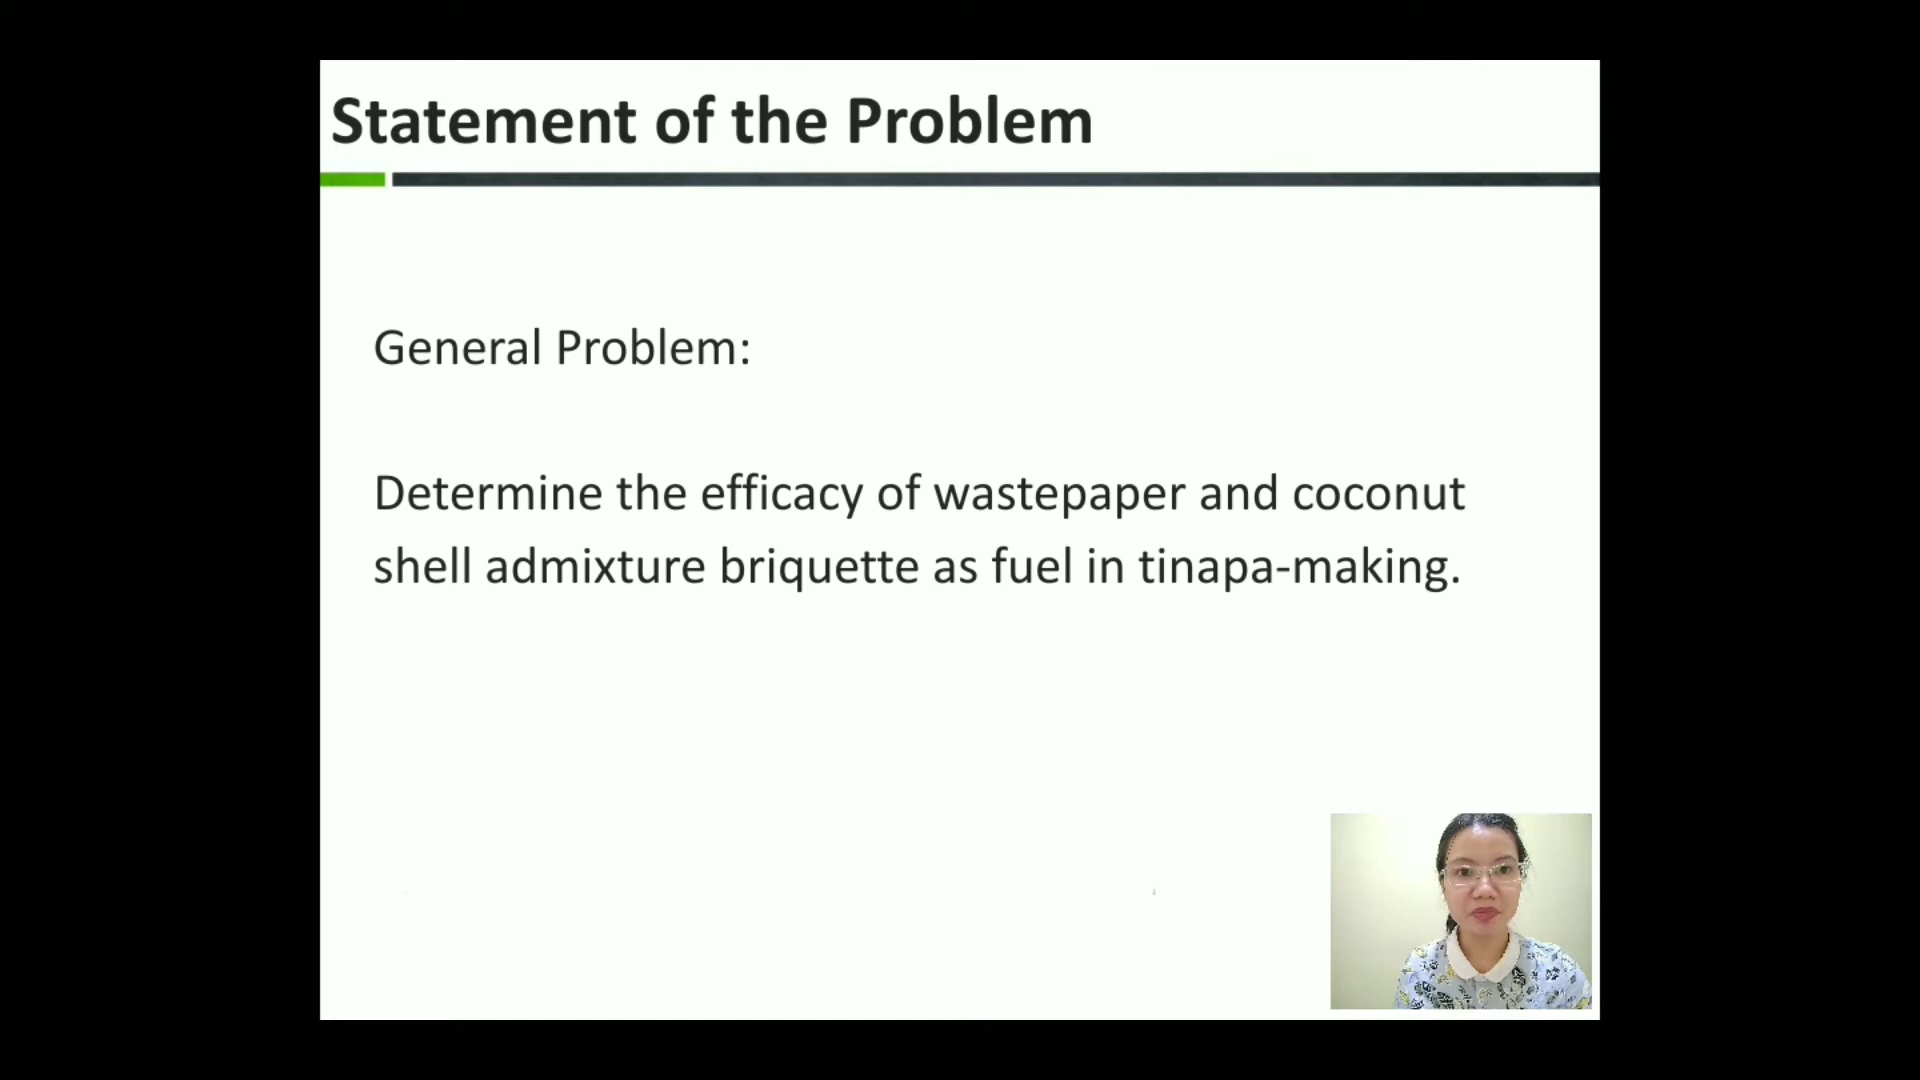 Statement of the Problem
General Problem:
Determine the efficacy of wastepaper and coconut
shell admixture briquette as fuel in tinapa-making.